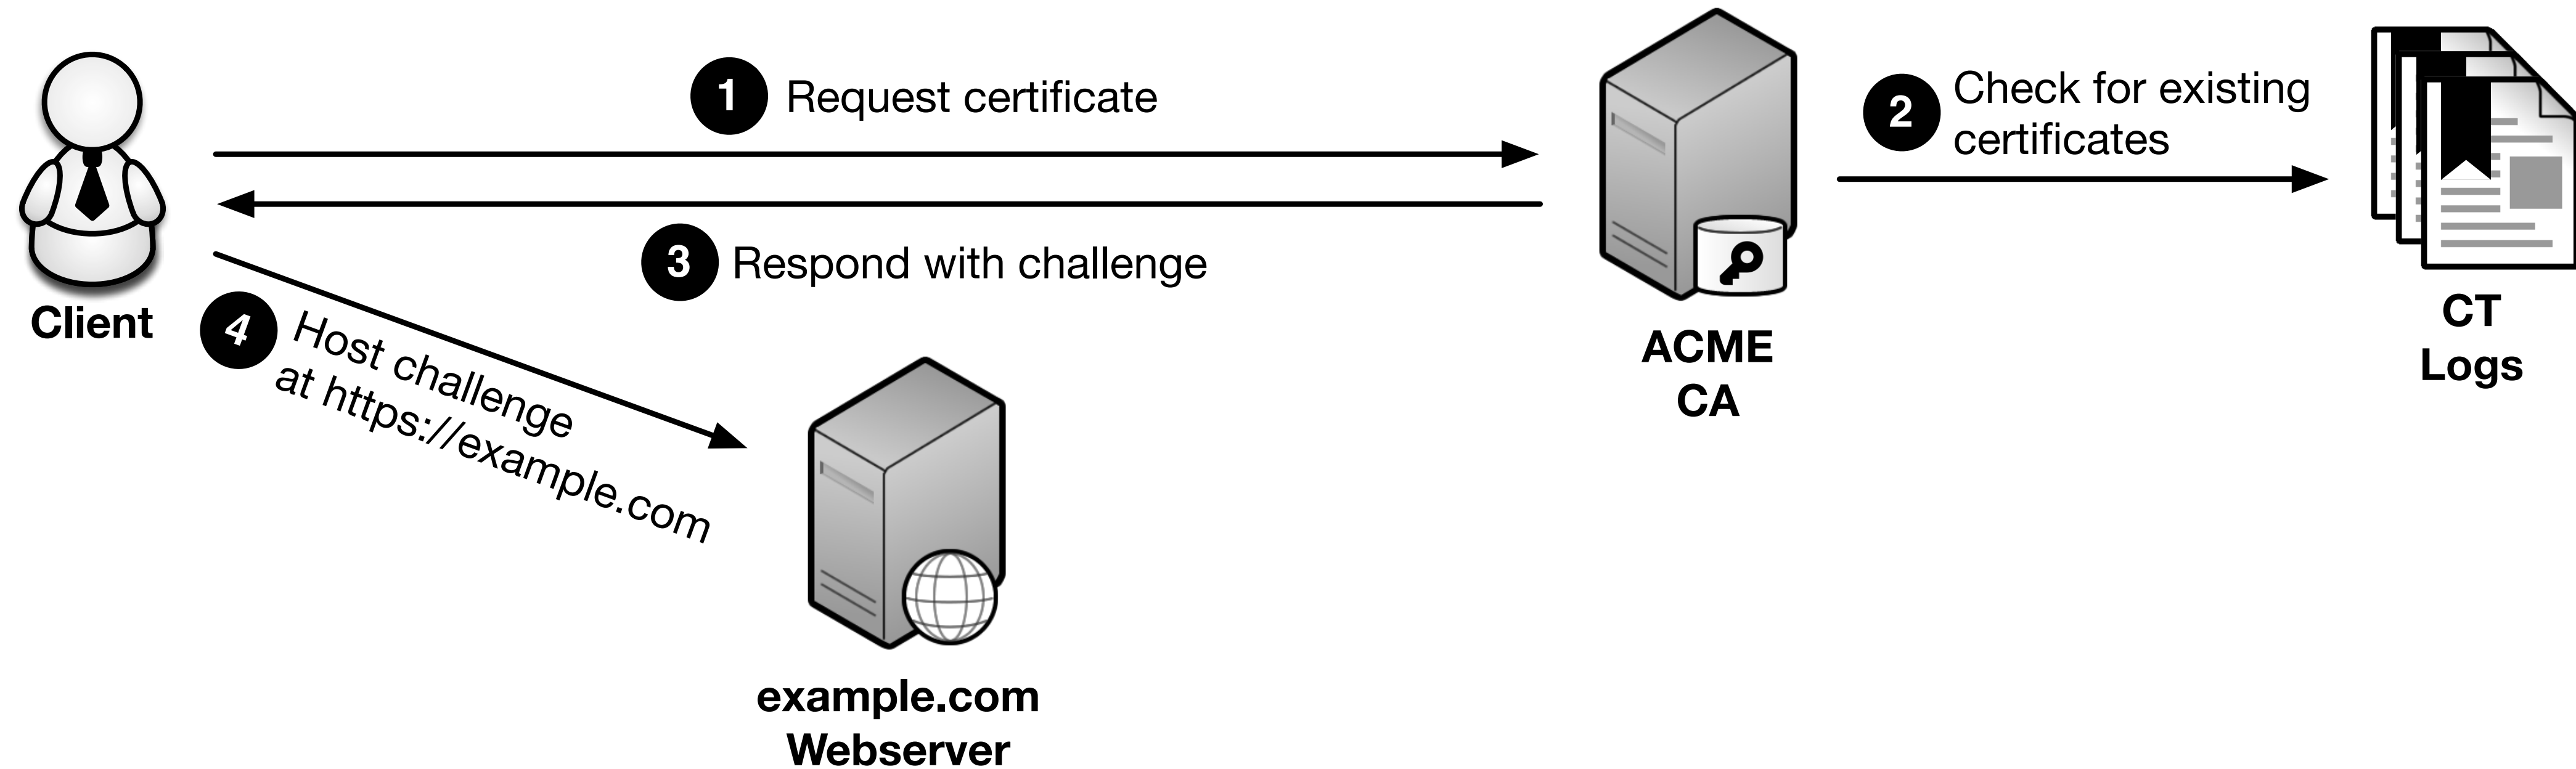 1 Request certificate
2 Check for existing
certificates
3 Respond with challenge
4 Host challenge
at https://example.com
Client
ACME
CA
CT
Logs
example.com
Webserver